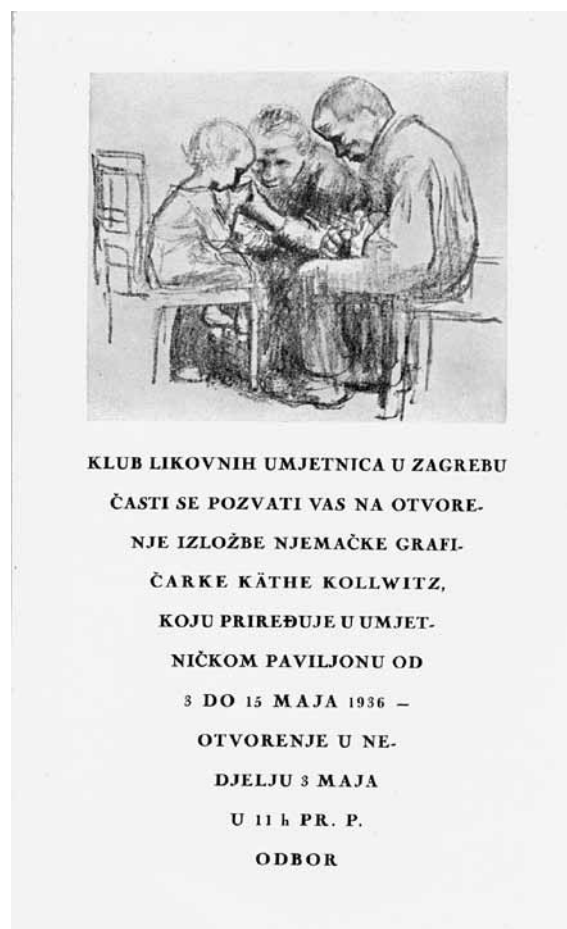 KLUB LIKOVNIH UMJETNICA U ZAGREBU
ČASTI SE POZVATI VAS NA OTVORE-
NJE IZLOŽBE NJEMAČKE GRAFI-
ČARKE KÄTHE KOLLWITZ,
KOJU PRIREĐUJE U UMJET-
NIČKOM PAVILJONU OD
3 DO 15 MAJA 1936 –
OTVORENJE U NE-
DJELJU 3 MAJA
U 11 h PR. P.
ODBOR